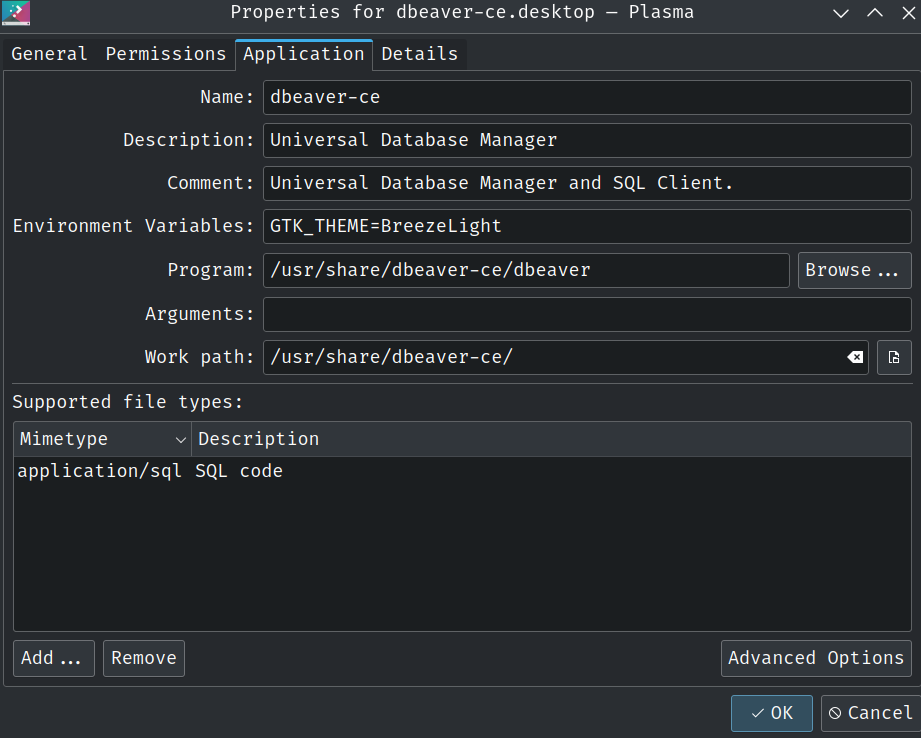 Properties for dbeaver-ce.desktop — Plasma
General Permissions Application Details
Name: dbeaver-ce
Description: Universal Database Manager
Comment: Universal Database Manager and SQL Client.
Environment Variables: GTK_THEME=BreezeLight
Program: /usr/share/dbeaver-ce/dbeaver Browse...
Arguments:
Work path: /usr/share/dbeaver-ce/
Supported file types:
Mimetype Description
application/sql SQL code
Add... Remove Advanced Options
OK Cancel